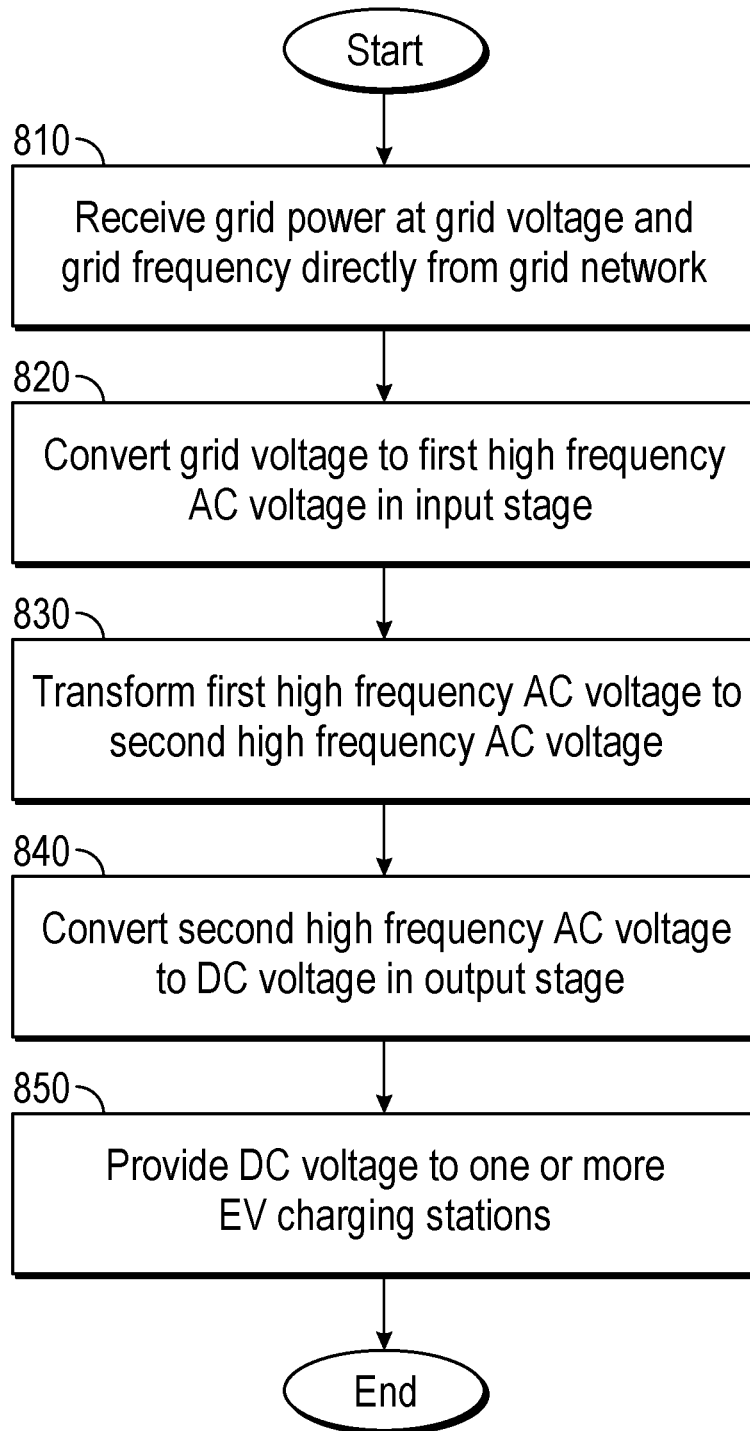 Start
810
Receive grid power at grid voltage and
grid frequency directly from grid network
820
Convert grid voltage to first high frequency
AC voltage in input stage
830
Transform first high frequency AC voltage to
second high frequency AC voltage
840
Convert second high frequency AC voltage
to DC voltage in output stage
850
Provide DC voltage to one or more
EV charging stations
End